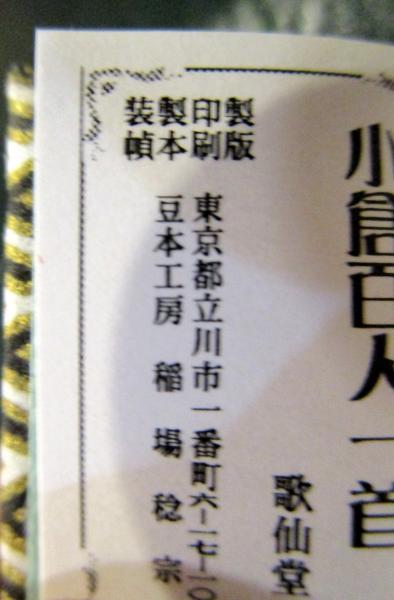 小倉百人一首
歌仙堂
製版
印刷
製本
装幀
東京都立川市一番町六ー一七ー一〇
豆本工房 稲場稔宗